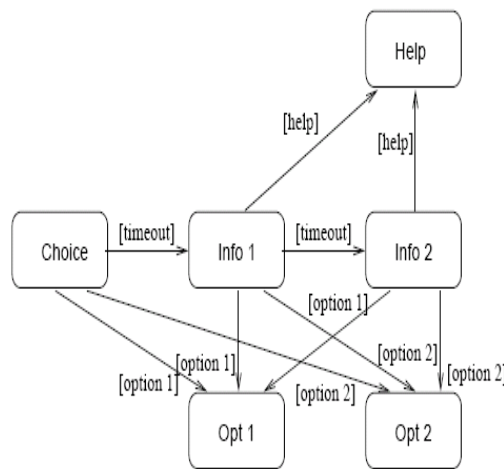 Help
[help]
[help]
Choice
[timeout]
Info 1
[timeout]
Info 2
[option 1]
[option 1]
[option 2]
[option 1]
[option 2]
[option 2]
Opt 1
Opt 2